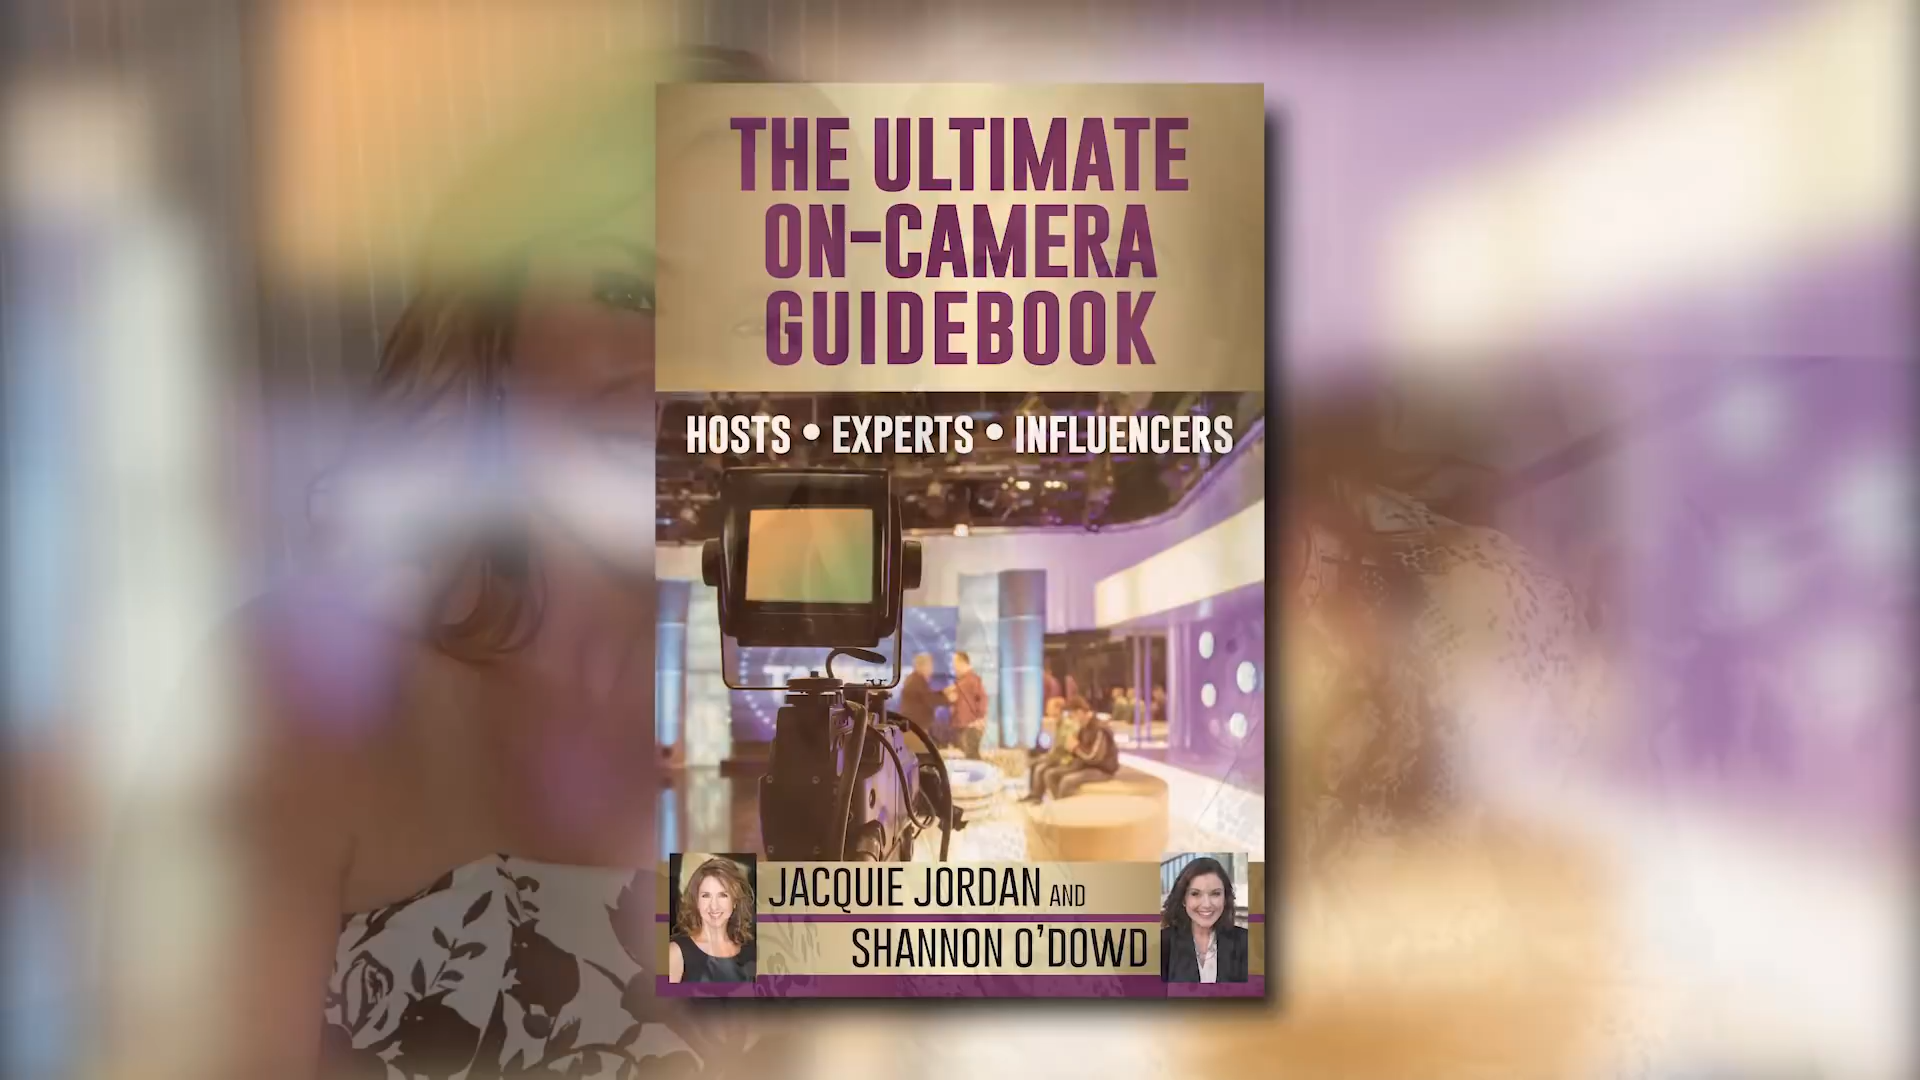 THE ULTIMATE
ON-CAMERA
GUIDEBOOK
HOSTS • EXPERTS • INFLUENCERS
JACQUIE JORDAN AND
SHANNON O'DOWD